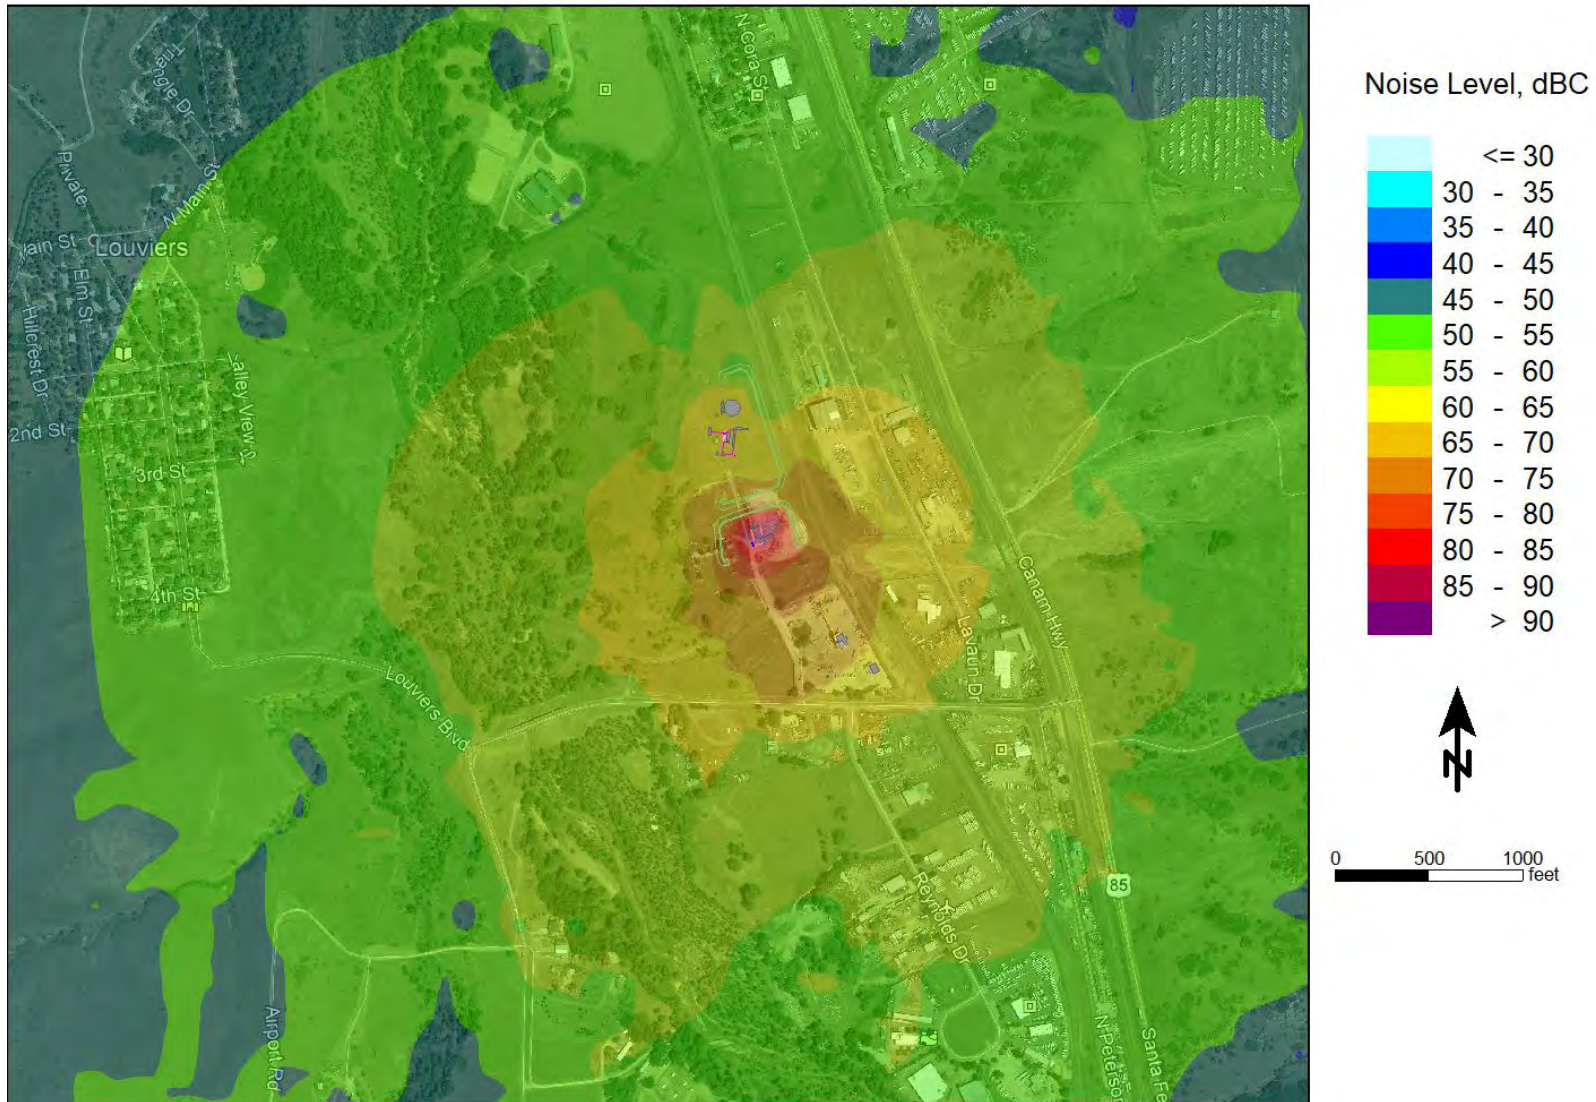 Triangle Dr
N Cora S
Private
N Main St
ain St
Louviers
Elm St
Hillcrest Dr
alley View
2nd St
3rd St
4th St
Louviers Blvd
Canam Hwy
Lavaun Dr
Reynolds Dr
85
Airport Rd
N Peterson
Santa Fe
Noise Level, dBC
<= 30
30 - 35
35 - 40
40 - 45
45 - 50
50 - 55
55 - 60
60 - 65
65 - 70
70 - 75
75 - 80
80 - 85
85 - 90
> 90
N
0 500 1000
feet